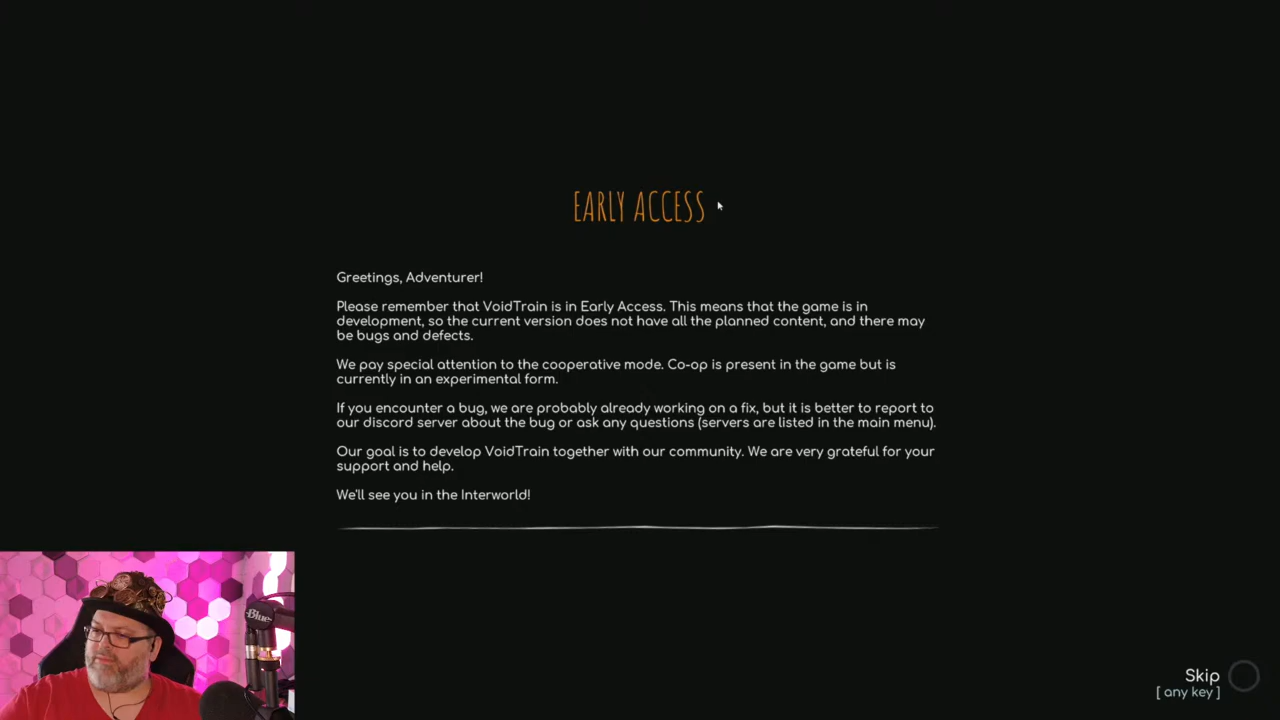 EARLY ACCESS
Greetings, Adventurer!
Please remember that VoidTrain is in Early Access. This means that the game is in
development, so the current version does not have all the planned content, and there may
be bugs and defects.
We pay special attention to the cooperative mode. Co-op is present in the game but is
currently in an experimental form.
If you encounter a bug, we are probably already working on a fix, but it is better to report to
our discord server about the bug or ask any questions (servers are listed in the main menu).
Our goal is to develop VoidTrain together with our community. We are very grateful for your
support and help.
We'll see you in the Interworld!
Blue
Skip
[ any key ]